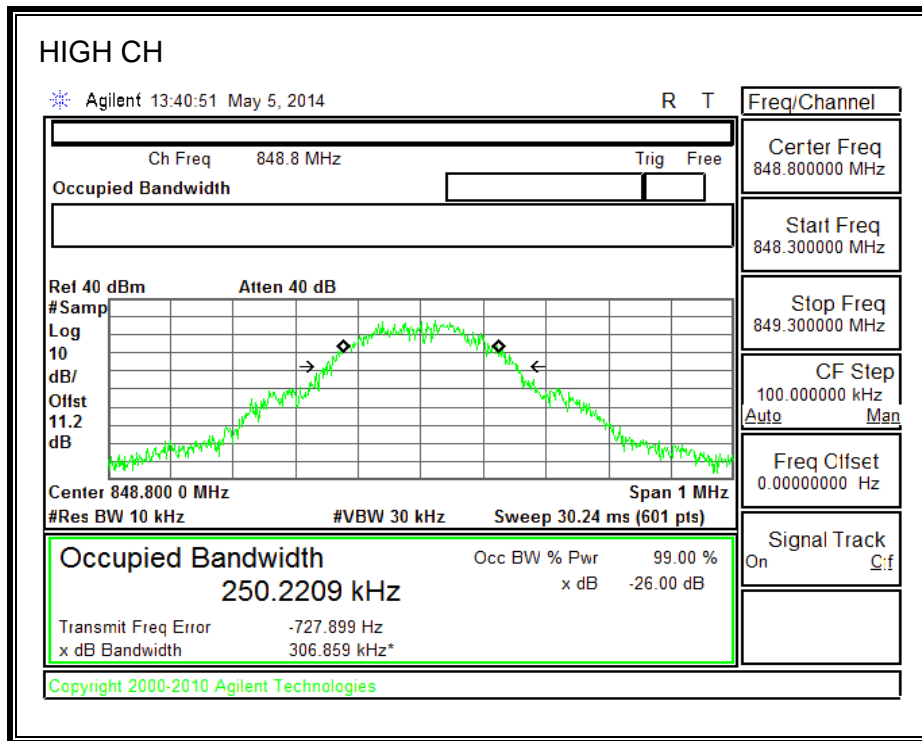 HIGH CH
Agilent 13:40:51 May 5, 2014 R T
Freq/Channel
Ch Freq 848.8 MHz Trig Free
Occupied Bandwidth
Center Freq
848.800000 MHz
Start Freq
848.300000 MHz
Stop Freq
849.300000 MHz
CF Step
100.000000 kHz
Auto Man
Freq Offset
0.00000000 Hz
Signal Track
On Off
Ref 40 dBm Atten 40 dB
#Samp
Log
10
dB/
Offst
11.2
dB
Center 848.800 0 MHz Span 1 MHz
#Res BW 10 kHz #VBW 30 kHz Sweep 30.24 ms (601 pts)
Occupied Bandwidth
250.2209 kHz
Occ BW % Pwr 99.00 %
x dB -26.00 dB
Transmit Freq Error -727.899 Hz
x dB Bandwidth 306.859 kHz*
Copyright 2000-2010 Agilent Technologies